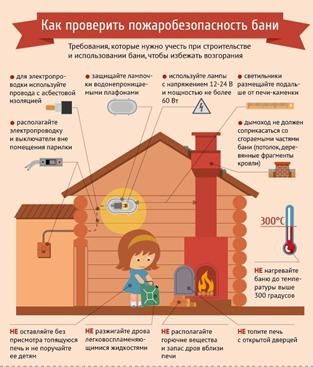 Как проверить пожаробезопасность бани
Требования, которые нужно учесть при строительстве
и использовании бани, чтобы избежать возгорания
• для электропро-
водки используйте
провода с асбестовой
изоляцией
• защищайте лампоч-
ки водонепроницае-
мыми плафонами
• используйте лампы
с напряжением 12-24 В
и мощностью не более
60 Вт
• светильники
размещайте подаль-
ше от печи-каменки
• располагайте
электропроводку
и выключатели вне
помещения парилки
• дымоход не должен
соприкасаться со
сгораемыми частями
бани (потолок,дере-
вянные фрагменты
кровли)
300°C
НЕ нагревайте
баню до темпе-
ратуры выше
300 градусов
НЕ оставляйте без
присмотра топящуюся
печь и не поручайте
ее детям
НЕ разжигайте дрова
легковоспламеняю-
щимися жидкостями
НЕ располагайте
горючие вещества
и запас дров вблизи
печи
НЕ топите печь
с открытой дверцей